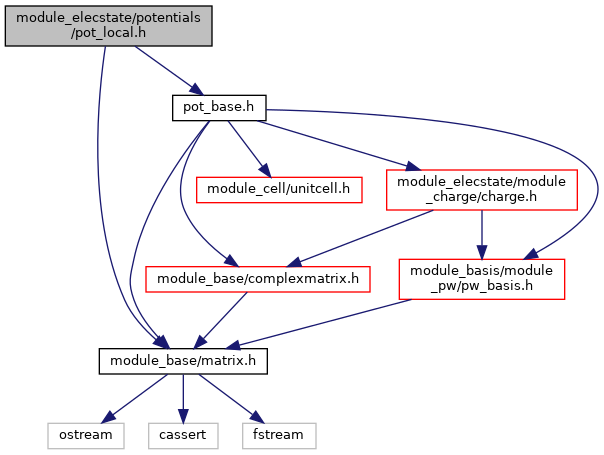 module_elecstate/potentials
/pot_local.h
pot_base.h
module_cell/unitcell.h
module_elecstate/module
_charge/charge.h
module_base/complexmatrix.h
module_basis/module
_pw/pw_basis.h
module_base/matrix.h
ostream
cassert
fstream